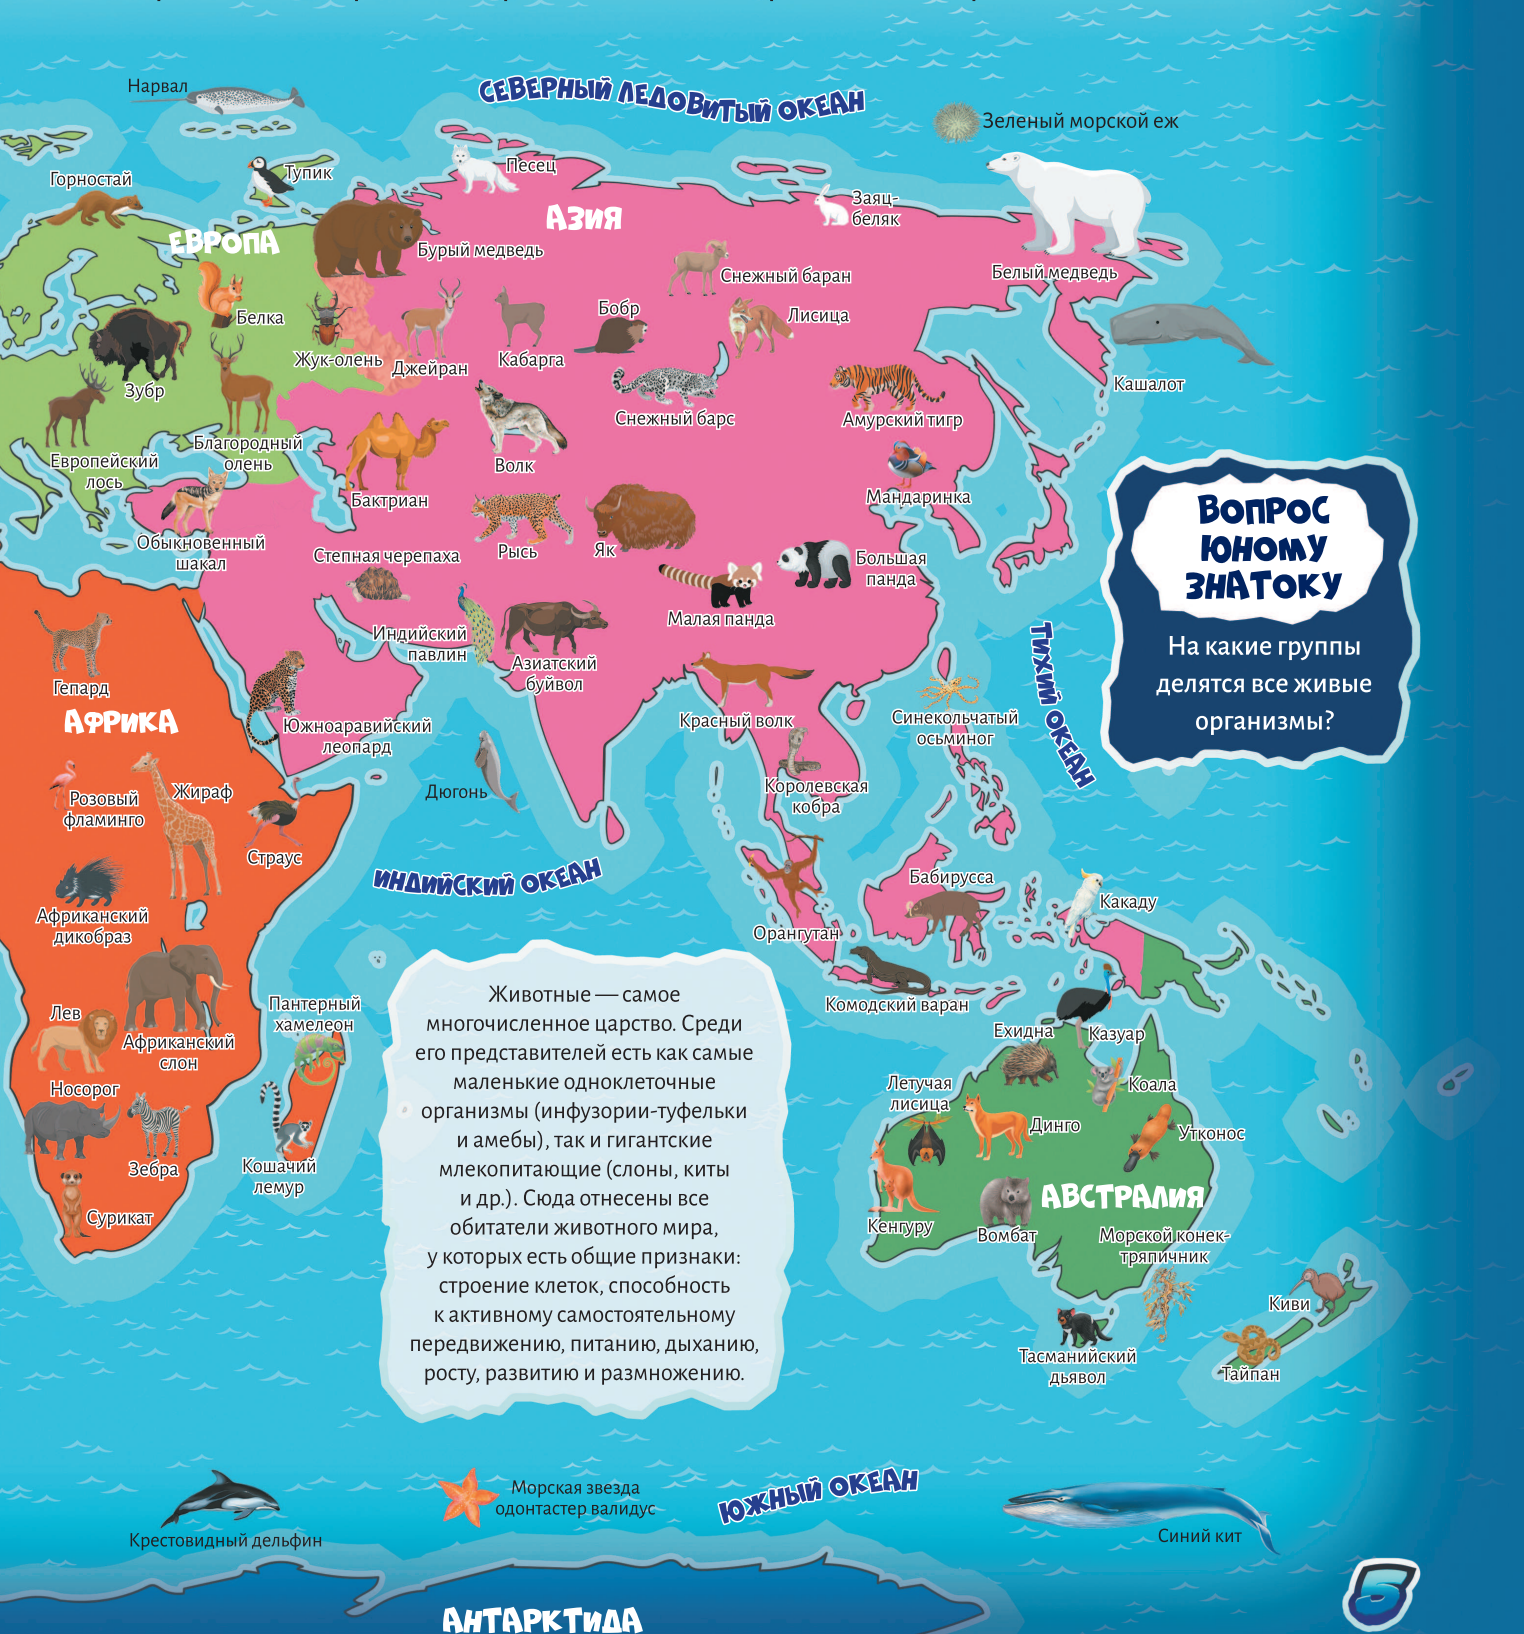 Нарвал
СЕВЕРНЫЙ ЛЕДОВИТЫЙ ОКЕАН
Зеленый морской еж
Горностай
Тупик
Песец
Заяц-
беляк
АЗИЯ
ЕВРОПА
Бурый медведь
Снежный баран
Белый медведь
Белка
Бобр
Лисица
Жук-олень
Джейран
Кабарга
Зубр
Снежный барс
Амурский тигр
Кашалот
Благородный
олень
Европейский
лось
Волк
Бактриан
Мандаринка
Обыкновенный
шакал
Степная черепаха
Рысь
Як
Большая
панда
Малая панда
Индийский
павлин
Азиатский
буйвол
ВОПРОС
ЮНОМУ
ЗНАТОКУ
На какие группы
делятся все живые
организмы?
ТИХИЙ ОКЕАН
Гепард
АФРИКА
Южноаравийский
леопард
Красный волк
Синекольчатый
осьминог
Розовый
фламинго
Жираф
Страус
Дюгонь
Королевская
кобра
ИНДИЙСКИЙ ОКЕАН
Африканский
дикобраз
Бабирусса
Какаду
Орангутан
Комодский варан
Лев
Африканский
слон
Пантерный
хамелеон
Носорог
Зебра
Кошачий
лемур
Сурикат
Животные — самое
многочисленное царство. Среди
его представителей есть как самые
маленькие одноклеточные
организмы (инфузории-туфельки
и амебы), так и гигантские
млекопитающие (слоны, киты
и др.). Сюда отнесены все
обитатели животного мира,
у которых есть общие признаки:
строение клеток, способность
к активному самостоятельному
передвижению, питанию, дыханию,
росту, развитию и размножению.
Ехидна
Казуар
Летучая
лисица
Коала
Динго
Утконос
АВСТРАЛИЯ
Кенгуру
Вомбат
Морской конек-
тряпичник
Киви
Тасманийский
дьявол
Тайпан
Крестовидный дельфин
Морская звезда
одонтастер валидус
ЮЖНЫЙ ОКЕАН
Синий кит
АНТАРКТИДА
5